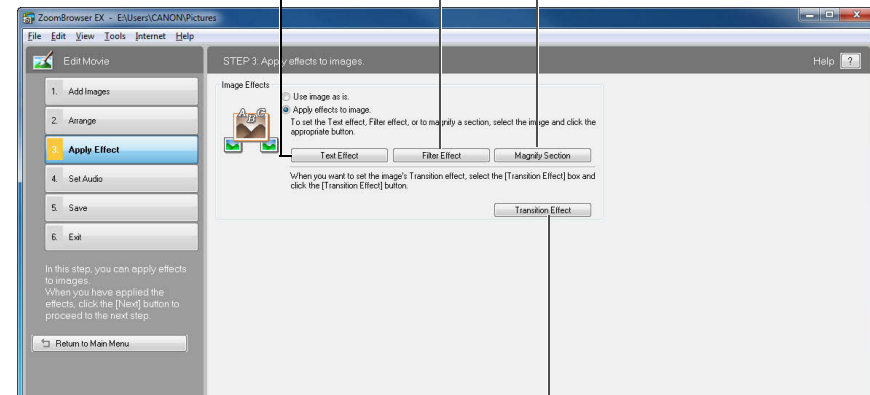 ZoomBrowser EX - E:\Users\CANON\Pictures
File Edit View Tools Internet Help
Edit Movie
STEP 3: Apply effects to images.
Help ?
1. Add Images
2. Arrange
3. Apply Effect
4. Set Audio
5. Save
6. Exit
In this step, you can apply effects
to images.
When you have applied the
effects, click the [Next] button to
proceed to the next step.
Return to Main Menu
Image Effects
Use image as is.
Apply effects to image.
ABC
To set the Text effect, Filter effect, or to magnify a section, select the image and click the
appropriate button.
Text Effect Filter Effect Magnify Section
When you want to set the image's Transition effect, select the [Transition Effect] box and
click the [Transition Effect] button.
Transition Effect